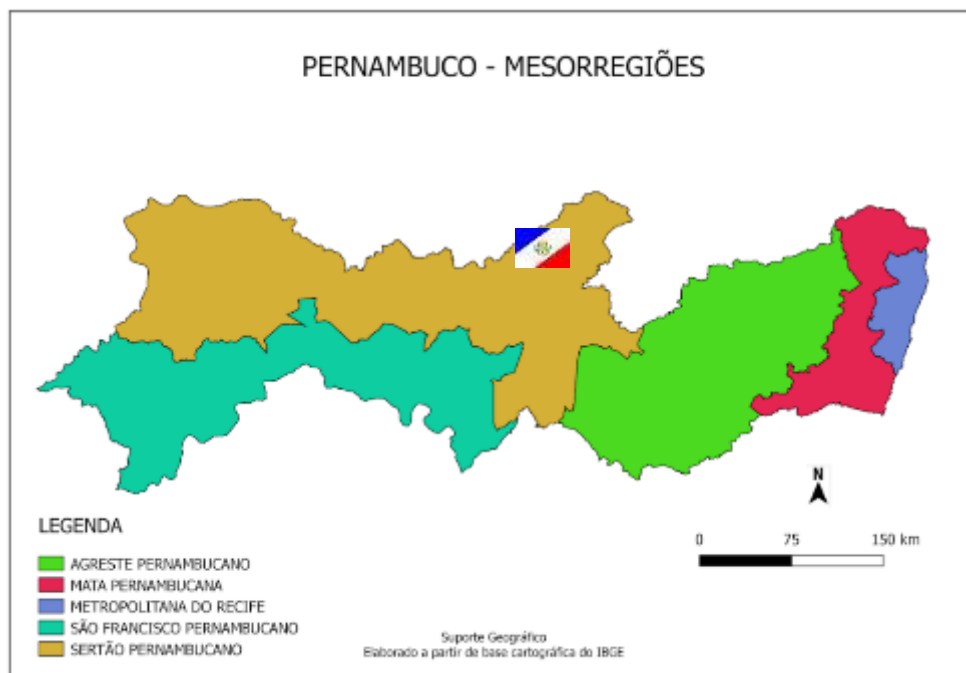 PERNAMBUCO - MESORREGIÕES
N
LEGENDA
0 75 150 km
AGRESTE PERNAMBUCANO
MATA PERNAMBUCANA
METROPOLITANA DO RECIFE
SÃO FRANCISCO PERNAMBUCANO
SERTÃO PERNAMBUCANO
Suporte Geográfico
Elaborado a partir de base cartográfica do IBGE